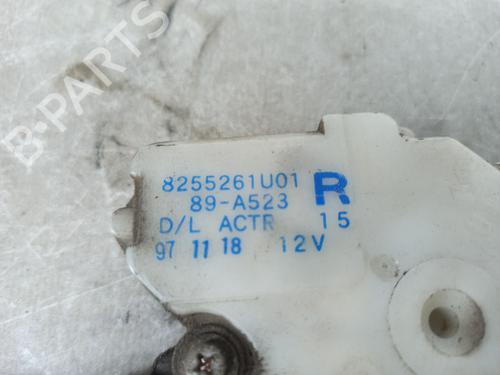 B-PARTS
8255261U01 R
89-A523
D/L ACTR 15
97 11 18 12V